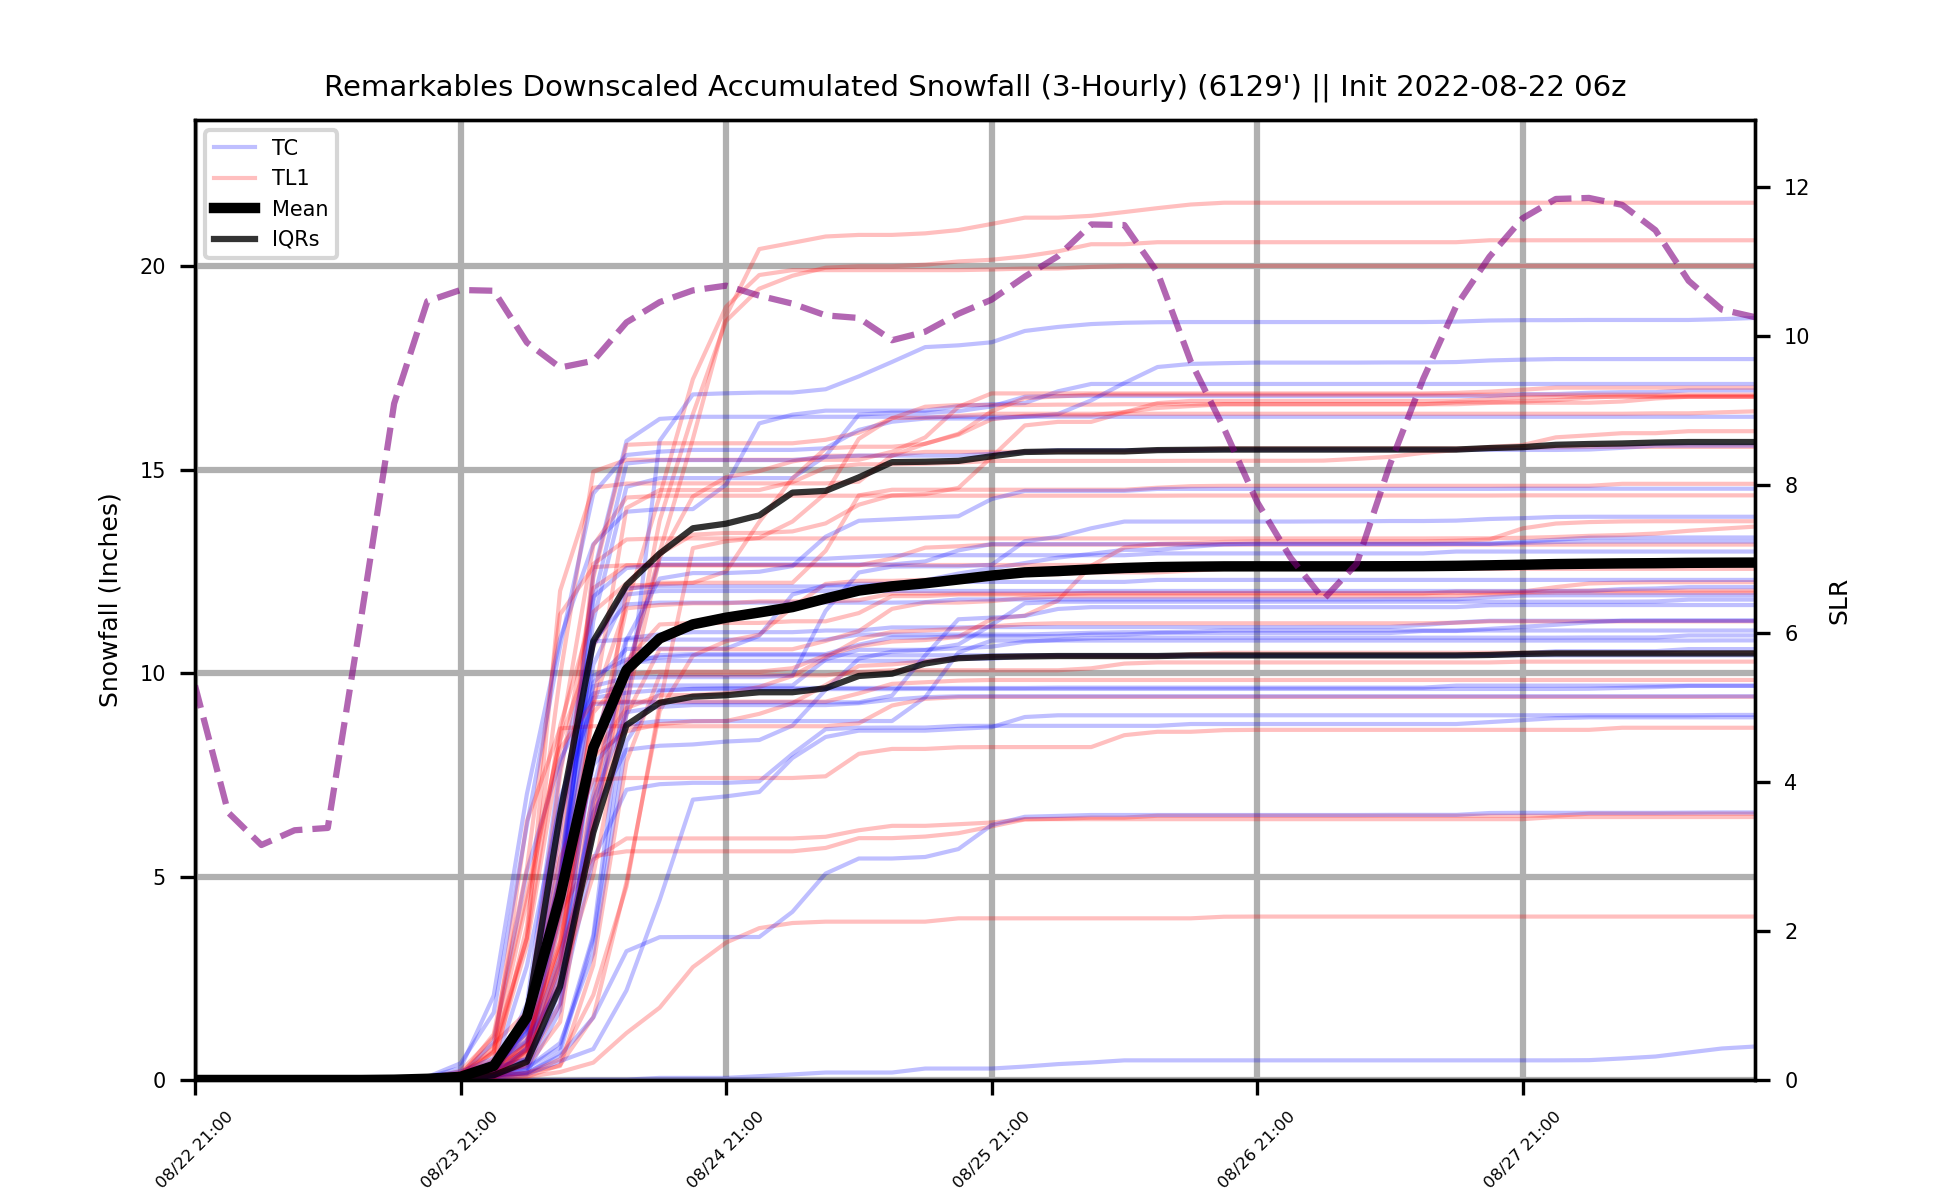 Remarkables Downscaled Accumulated Snowfall (3-Hourly) (6129') || Init 2022-08-22 06z
TC
TL1
Mean
IQRs
Snowfall (Inches)
20
15
10
5
0
12
10
8
6
4
2
0
SLR
08/22 21:00
08/23 21:00
08/24 21:00
08/25 21:00
08/26 21:00
08/27 21:00